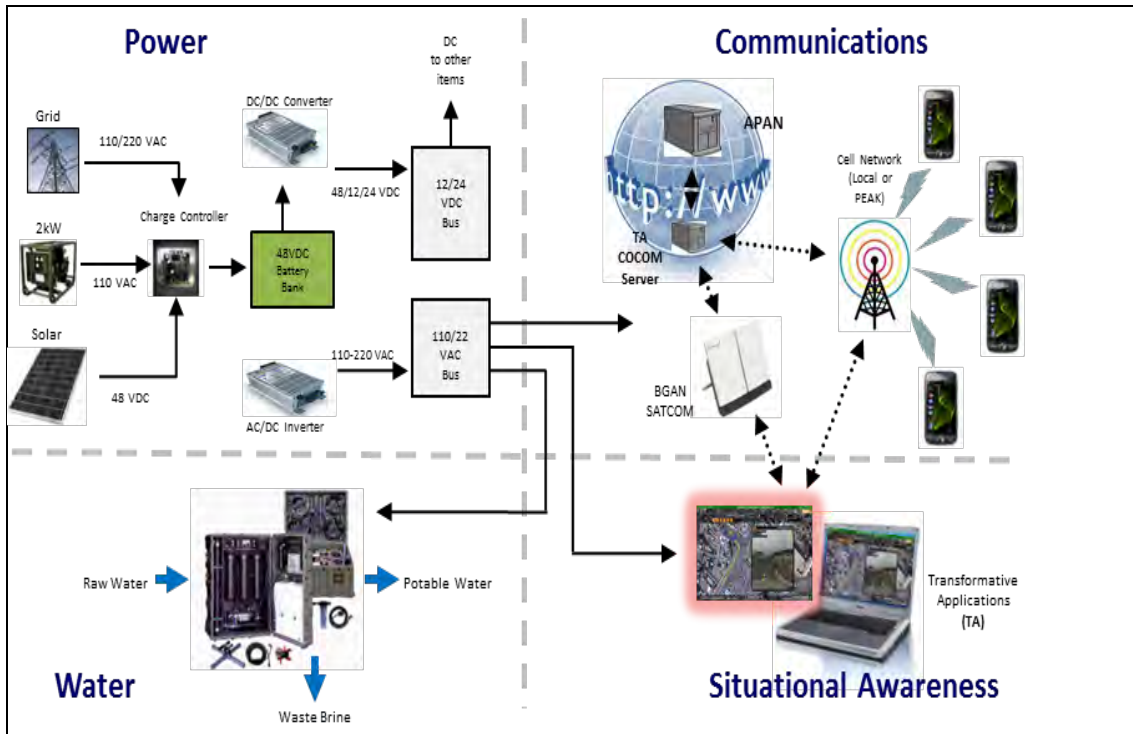 Power
Communications
DC
to other
items
DC/DC Converter
Grid
110/220 VAC
48/12/24 VDC
12/24
VDC
Bus
Charge Controller
2kW
110 VAC
48VDC
Battery
Bank
Solar
48 VDC
110-220 VAC
110/22
VAC
Bus
AC/DC Inverter
APAN
http://www
TA
COCOM
Server
Cell Network
(Local or
PEAK)
BGAN
SATCOM
Raw Water
Potable Water
Waste Brine
Water
Transformative
Applications
(TA)
Situational Awareness